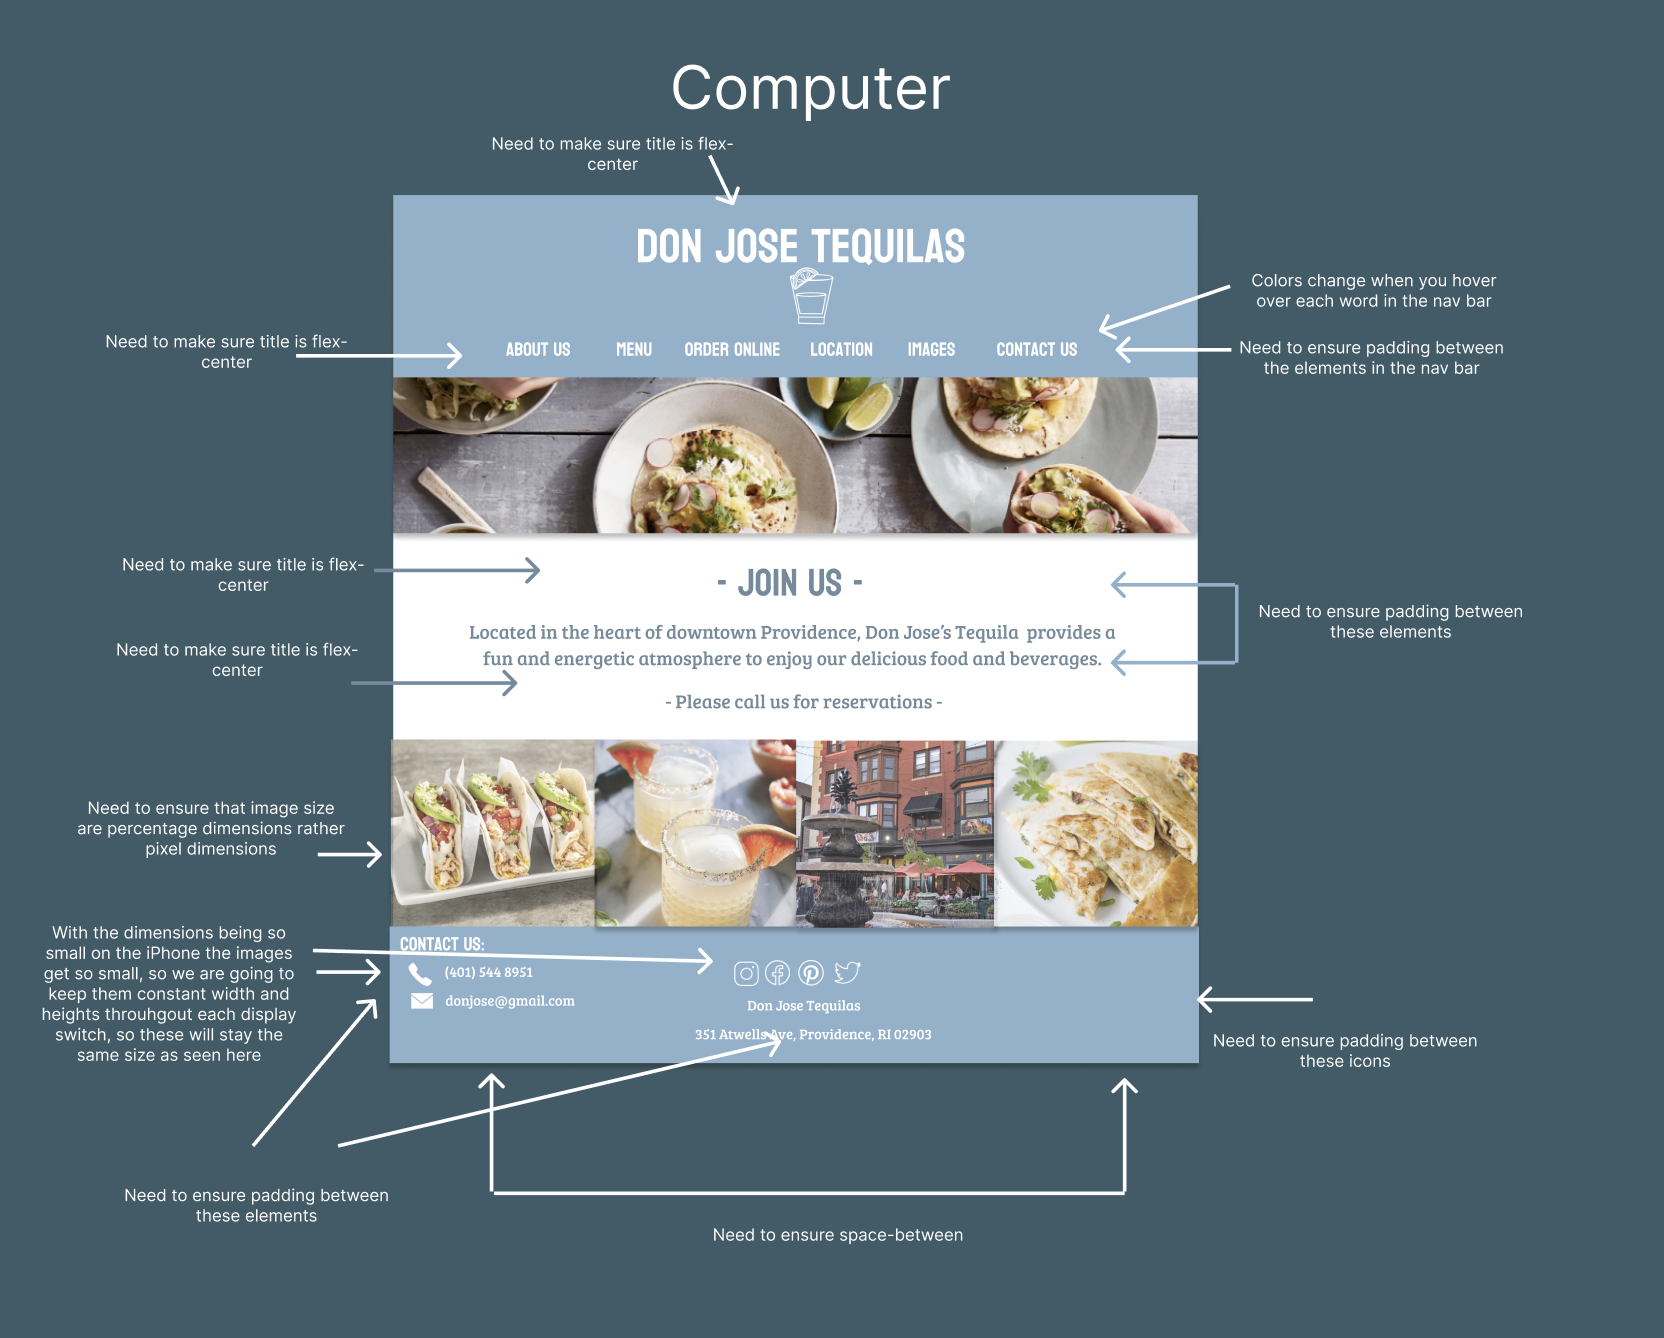 Computer
Need to make sure title is flex-
center
DON JOSE TEQUILAS
Colors change when you hover
over each word in the nav bar
Need to make sure title is flex-
center
ABOUT US MENU ORDER ONLINE LOCATION IMAGES CONTACT US
Need to ensure padding between
the elements in the nav bar
Need to make sure title is flex-
center
- JOIN US -
Need to ensure padding between
these elements
Located in the heart of downtown Providence, Don Jose's Tequila provides a
fun and energetic atmosphere to enjoy our delicious food and beverages.
Need to make sure title is flex-
center
- Please call us for reservations -
Need to ensure that image size
are percentage dimensions rather
pixel dimensions
With the dimensions being so
small on the iPhone the images
get so small, so we are going to
keep them constant width and
heights throuhgout each display
switch, so these will stay the
same size as seen here
CONTACT US:
(401) 544 8951
donjose@gmail.com
Don Jose Tequilas
351 Atwells Ave, Providence, RI 02903
Need to ensure padding between
these icons
Need to ensure padding between
these elements
Need to ensure space-between